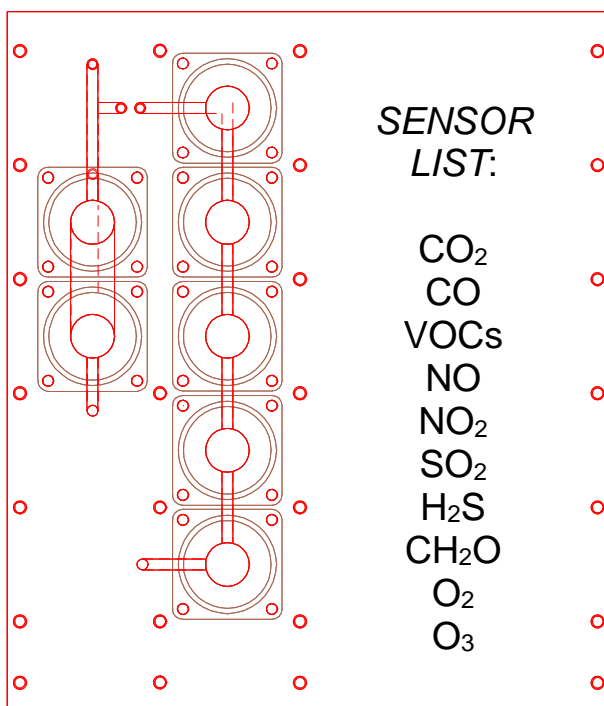 SENSOR
LIST:
CO₂
CO
VOCs
NO
NO₂
SO₂
H₂S
CH₂O
O₂
O₃